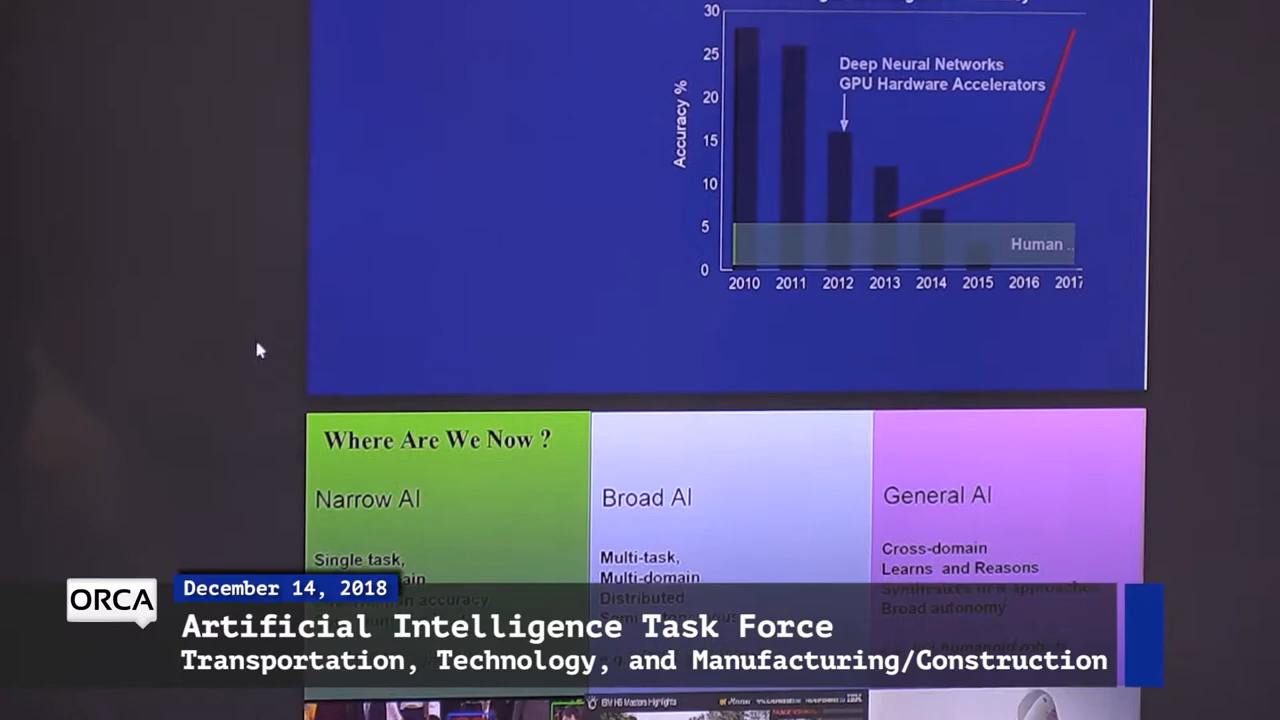 30
25
20
15
10
5
0
Accuracy %
Deep Neural Networks
GPU Hardware Accelerators
Human ..
2010 2011 2012 2013 2014 2015 2016 2017
Where Are We Now ?
Narrow AI
Single task,
Broad AI
Multi-task,
Multi-domain
Distributed
General AI
Cross-domain
Learns and Reasons
Broad autonomy
ORCA
December 14, 2018
Artificial Intelligence Task Force
Transportation, Technology, and Manufacturing/Construction
IBM